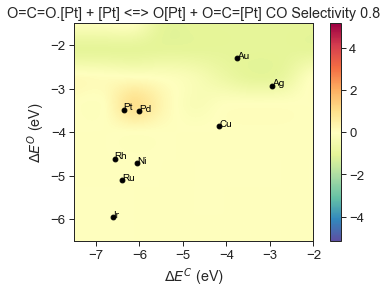 O=C=O.[Pt] + [Pt] <=> O[Pt] + O=C=[Pt] CO Selectivity 0.8
−2
−3
−4
−5
−6
ΔE^O (eV)
Au
Ag
Pt
Pd
Cu
Rh
Ni
Ru
Ir
−7
−6
−5
−4
−3
−2
ΔE^C (eV)
4
2
0
−2
−4